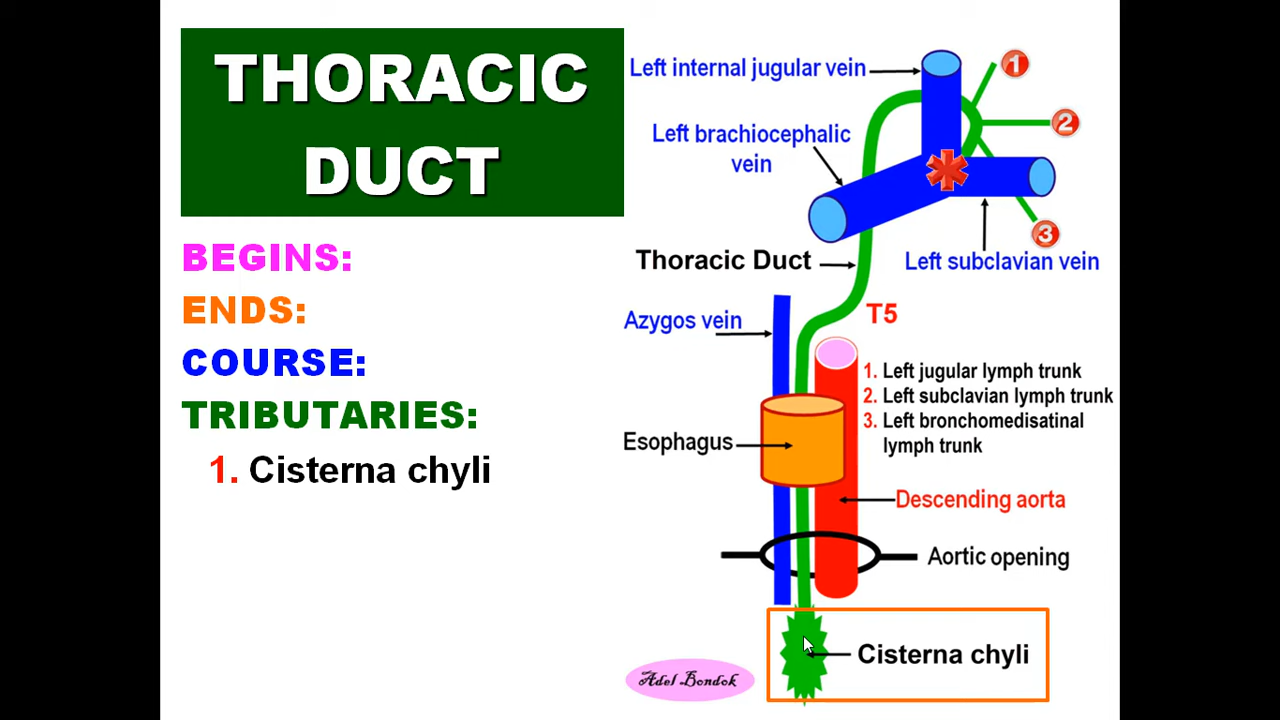 THORACIC
DUCT
BEGINS:
ENDS:
COURSE:
TRIBUTARIES:
1. Cisterna chyli
Left internal jugular vein
1
2
Left brachiocephalic
vein
3
Thoracic Duct
Left subclavian vein
T5
Azygos vein
1. Left jugular lymph trunk
2. Left subclavian lymph trunk
3. Left bronchomedisatinal
lymph trunk
Esophagus
Descending aorta
Aortic opening
Cisterna chyli
Adel Bondok